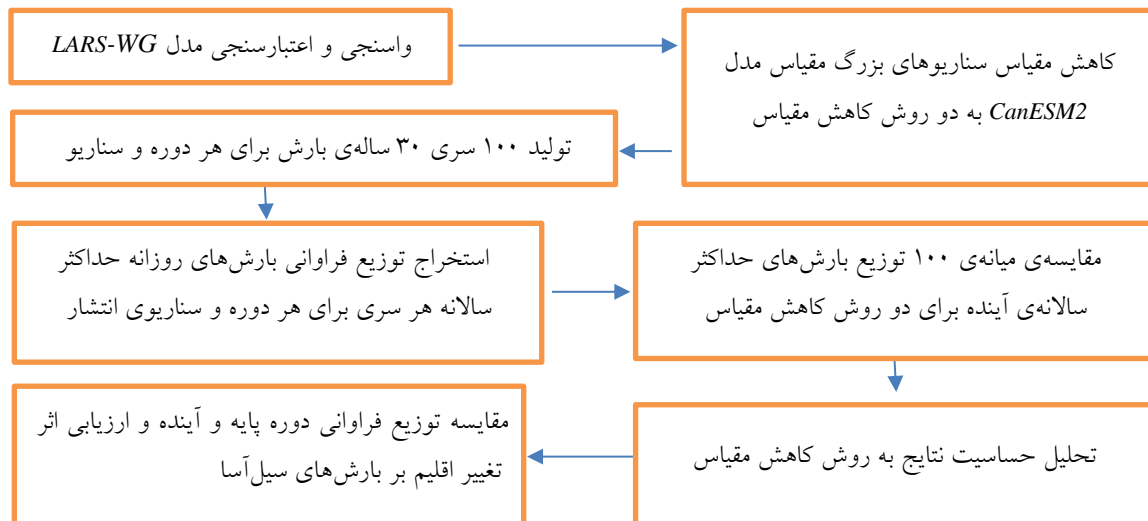 واسنجی و اعتبارسنجی مدل LARS-WG
کاهش مقیاس سناریوهای بزرگ مقیاس مدل
CanESM2 به دو روش کاهش مقیاس
تولید ۱۰۰ سری ۳۰ ساله‌ی بارش برای هر دوره و سناریو
استخراج توزیع فراوانی بارش‌های روزانه حداکثر
سالانه هر سری برای هر دوره و سناریوی انتشار
مقایسه‌ی میانه‌ی ۱۰۰ توزیع بارش‌های حداکثر
سالانه‌ی آینده برای دو روش کاهش مقیاس
تحلیل حساسیت نتایج به روش کاهش مقیاس
مقایسه توزیع فراوانی دوره پایه و آینده و ارزیابی اثر
تغییر اقلیم بر بارش‌های سیل‌آسا